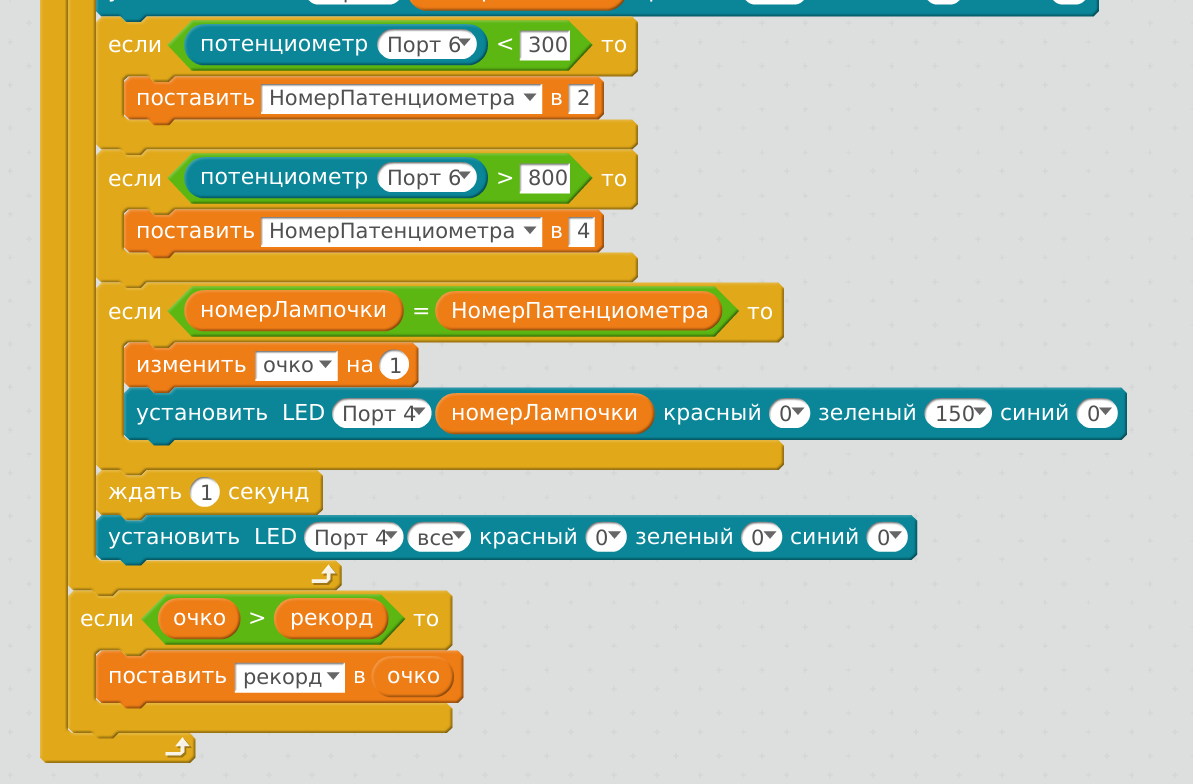 если потенциометр Порт 6 < 300 то
поставить НомерПатенциометра в 2
если потенциометр Порт 6 > 800 то
поставить НомерПатенциометра в 4
если номерЛампочки = НомерПатенциометра то
изменить очко на 1
установить LED Порт 4 номерЛампочки красный 0 зеленый 150 синий 0
ждать 1 секунд
установить LED Порт 4 все красный 0 зеленый 0 синий 0
если очко > рекорд то
поставить рекорд в очко